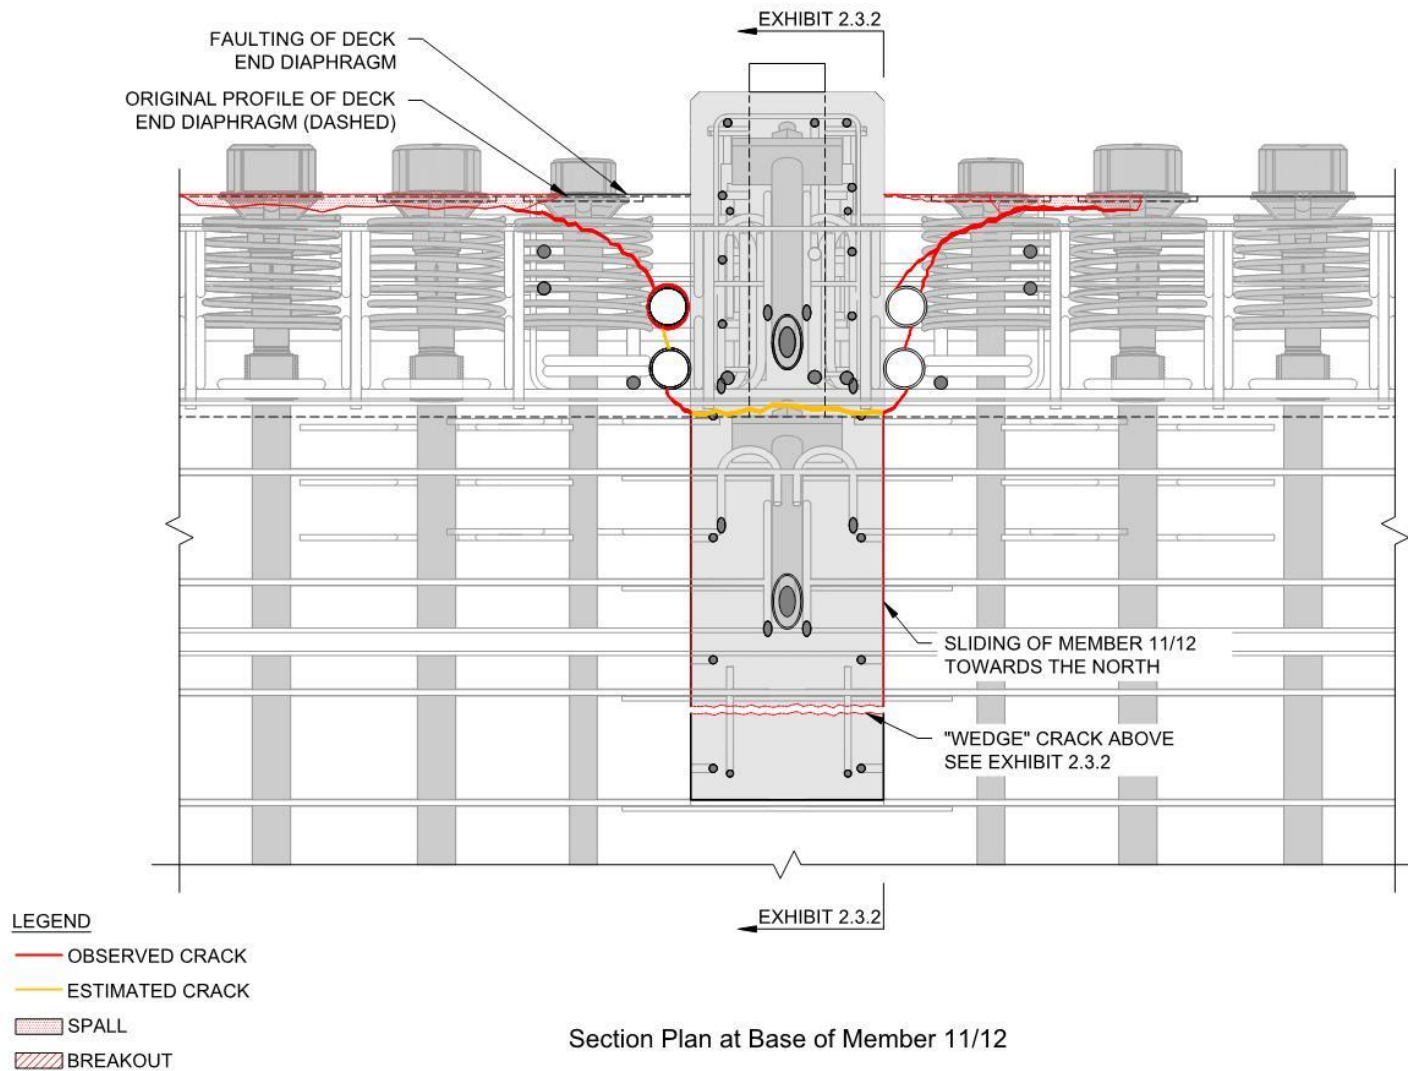 EXHIBIT 2.3.2
FAULTING OF DECK
END DIAPHRAGM
ORIGINAL PROFILE OF DECK
END DIAPHRAGM (DASHED)
SLIDING OF MEMBER 11/12
TOWARDS THE NORTH
"WEDGE" CRACK ABOVE
SEE EXHIBIT 2.3.2
EXHIBIT 2.3.2
LEGEND
OBSERVED CRACK
ESTIMATED CRACK
SPALL
BREAKOUT
Section Plan at Base of Member 11/12